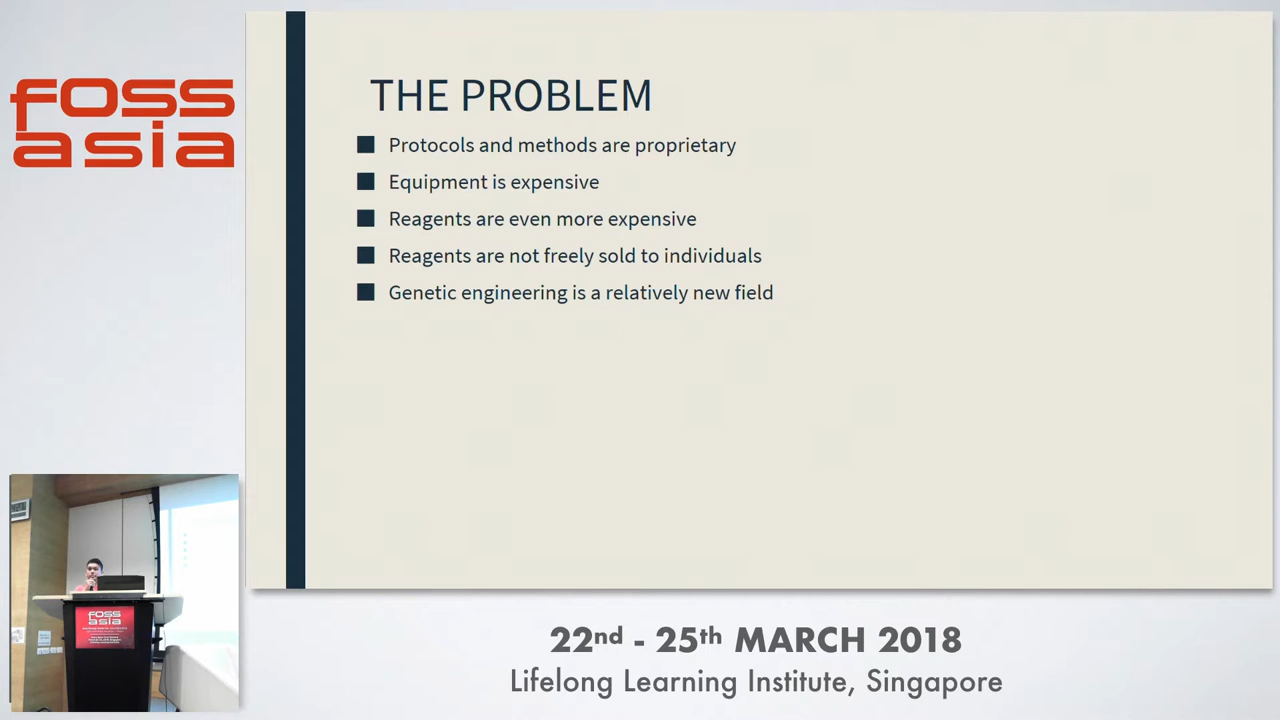 foss
asia
THE PROBLEM
Protocols and methods are proprietary
Equipment is expensive
Reagents are even more expensive
Reagents are not freely sold to individuals
Genetic engineering is a relatively new field
foss
asia
22nd - 25th MARCH 2018
Lifelong Learning Institute, Singapore